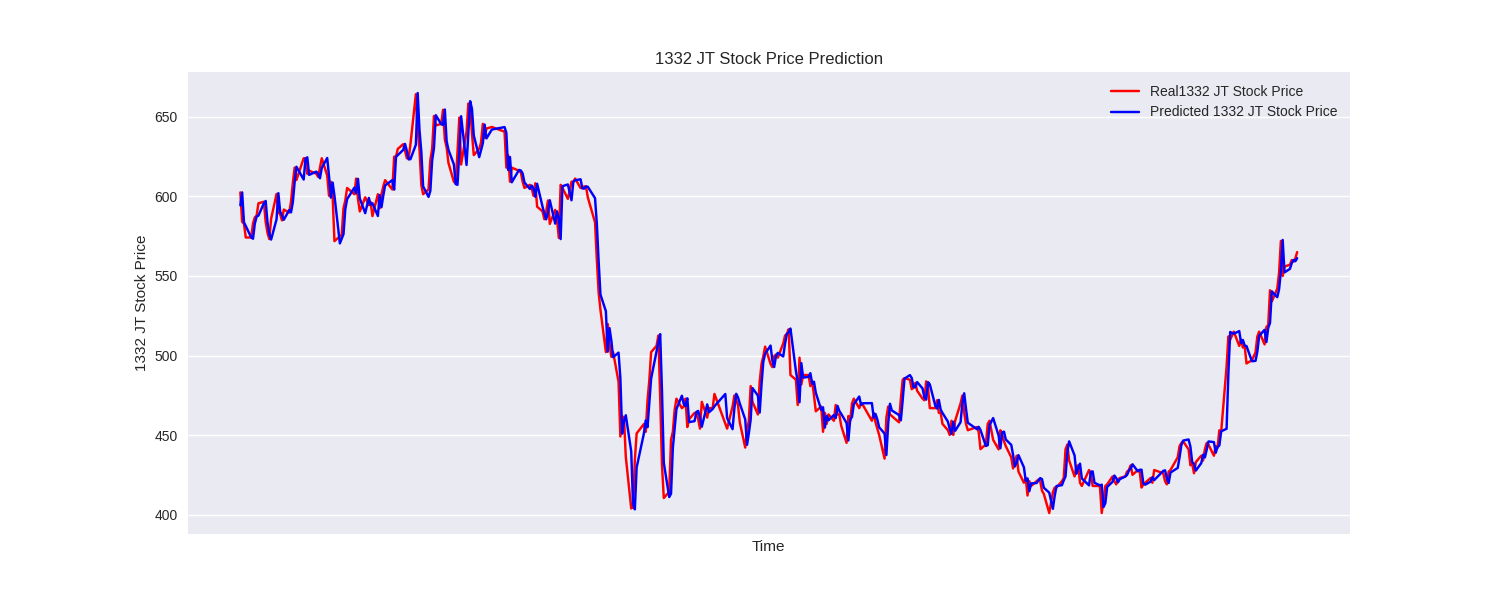 1332 JT Stock Price Prediction
Real1332 JT Stock Price
Predicted 1332 JT Stock Price
650
600
550
500
450
400
1332 JT Stock Price
Time